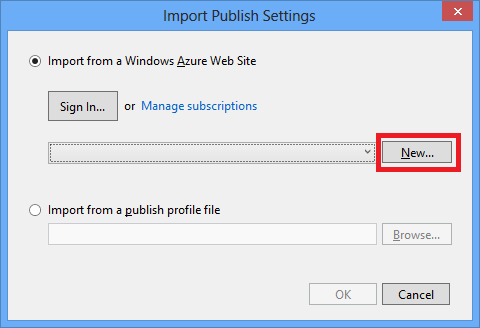 Import Publish Settings
Import from a Windows Azure Web Site
Sign In... or Manage subscriptions
New...
Import from a publish profile file
Browse...
OK Cancel